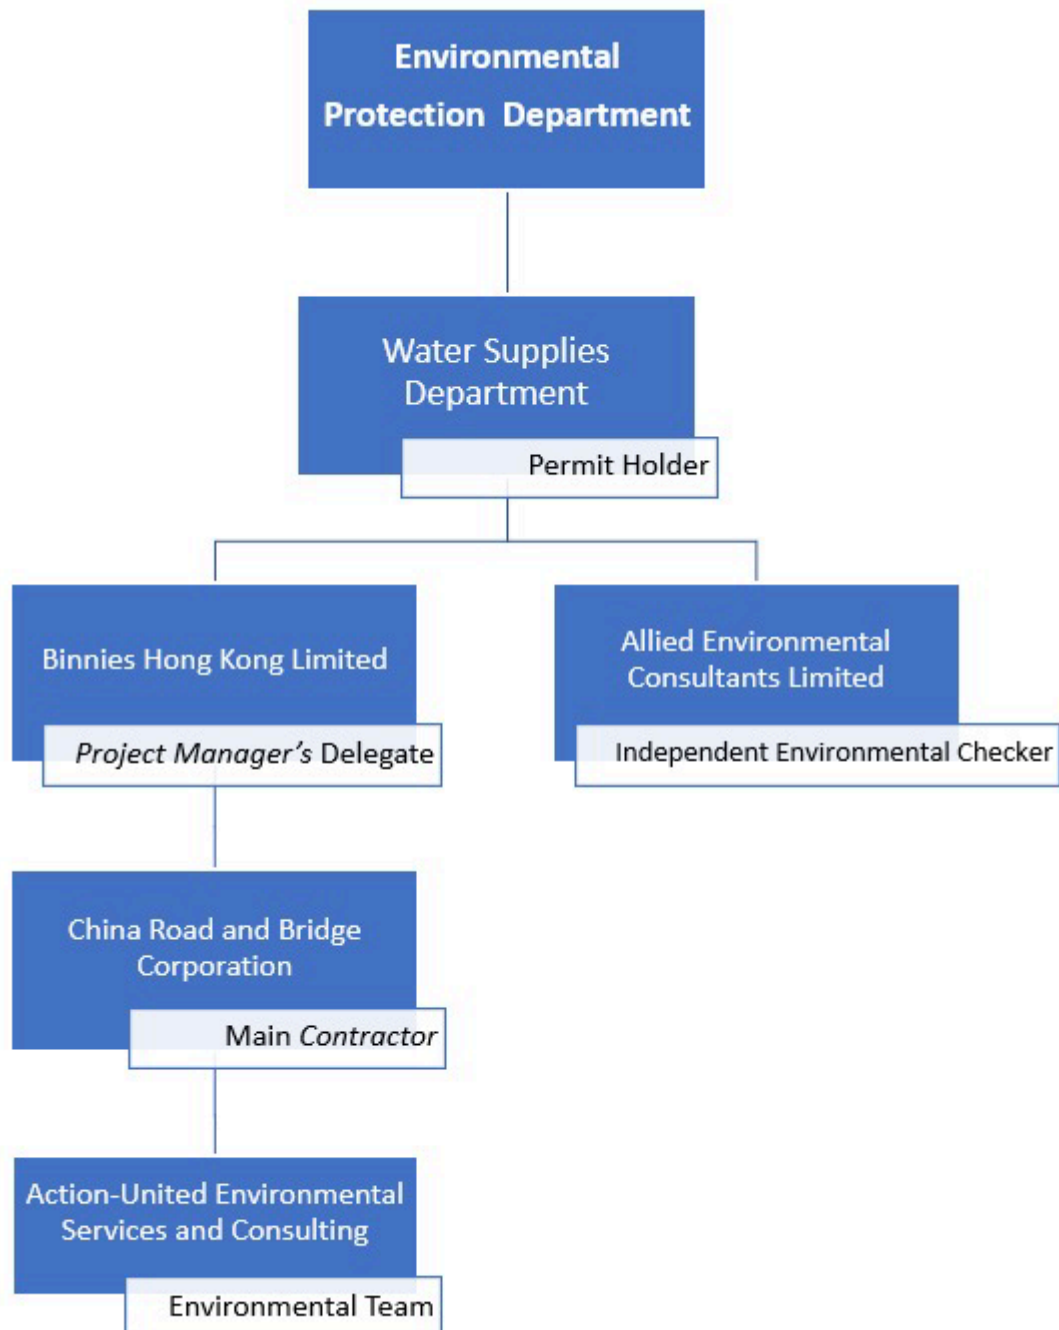 Environmental
Protection Department
Water Supplies
Department
Permit Holder
Binnies Hong Kong Limited
Project Manager’s Delegate
Allied Environmental
Consultants Limited
Independent Environmental Checker
China Road and Bridge
Corporation
Main Contractor
Action-United Environmental
Services and Consulting
Environmental Team